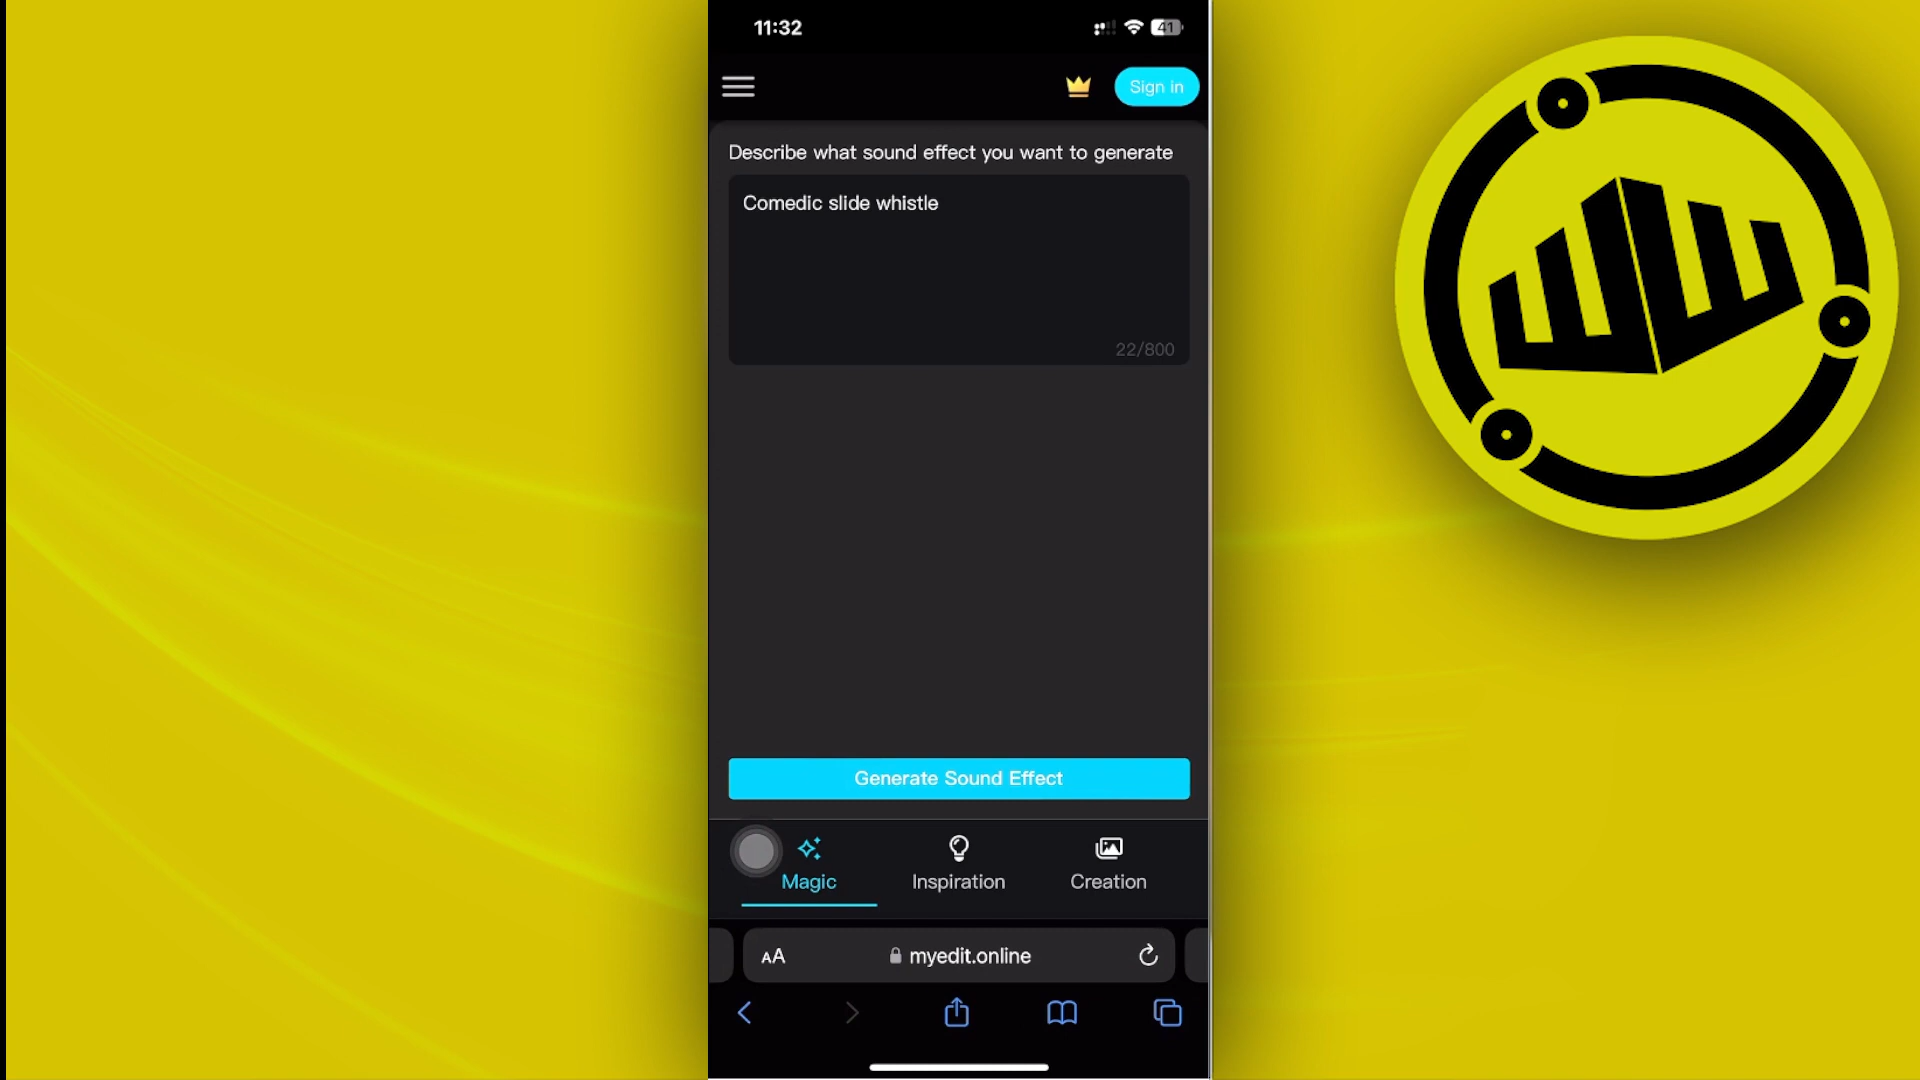 11:32
41
Sign in
Describe what sound effect you want to generate
Comedic slide whistle
22/800
Generate Sound Effect
Magic
Inspiration
Creation
AA
myedit.online